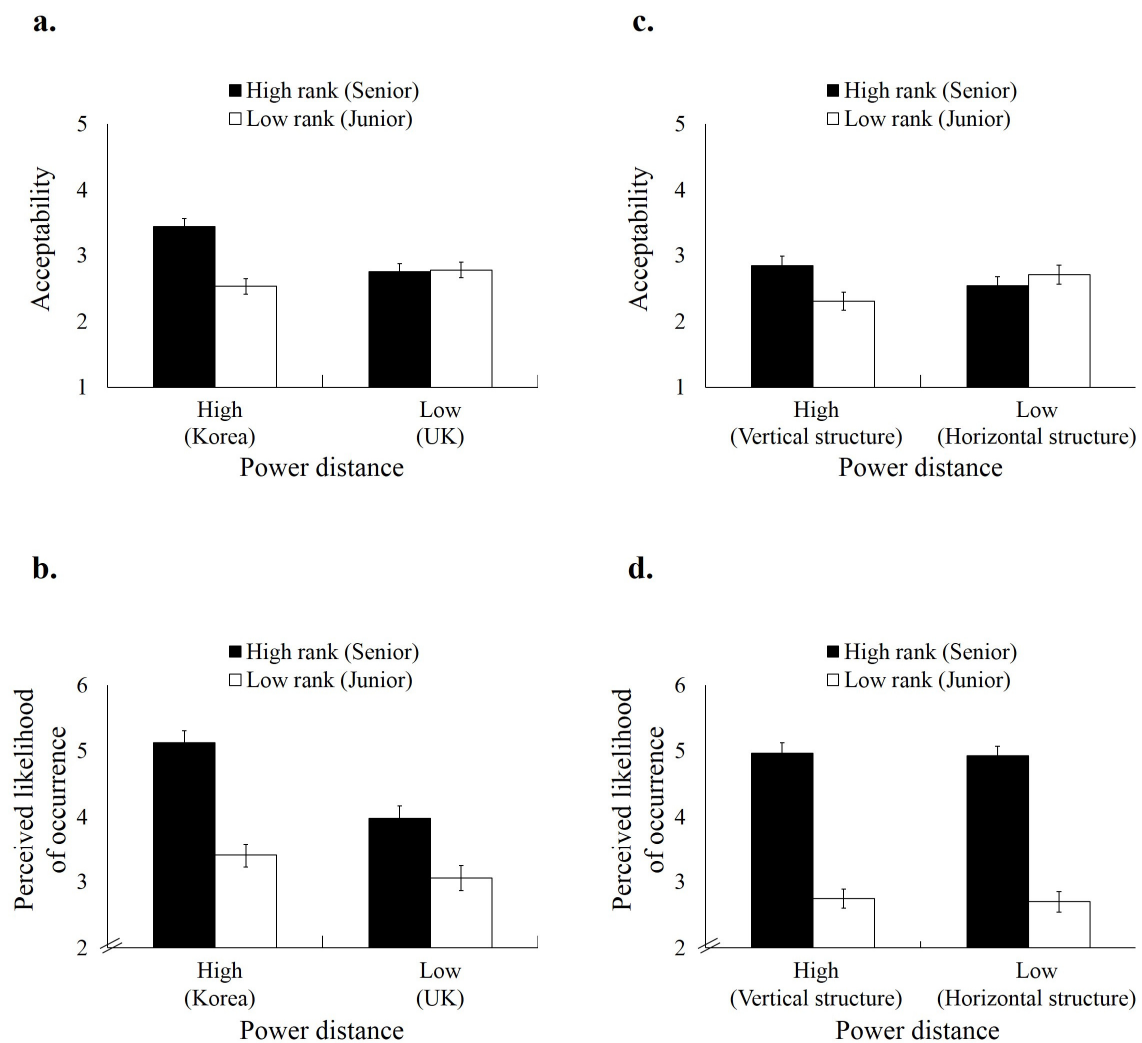 a.
High rank (Senior)
Low rank (Junior)
5
4
3
2
1
Acceptability
High
(Korea)
Low
(UK)
Power distance
c.
High rank (Senior)
Low rank (Junior)
5
4
3
2
1
Acceptability
High
(Vertical structure)
Low
(Horizontal structure)
Power distance
b.
High rank (Senior)
Low rank (Junior)
6
5
4
3
2
Perceived likelihood
of occurrence
High
(Korea)
Low
(UK)
Power distance
d.
High rank (Senior)
Low rank (Junior)
6
5
4
3
2
Perceived likelihood
of occurrence
High
(Vertical structure)
Low
(Horizontal structure)
Power distance